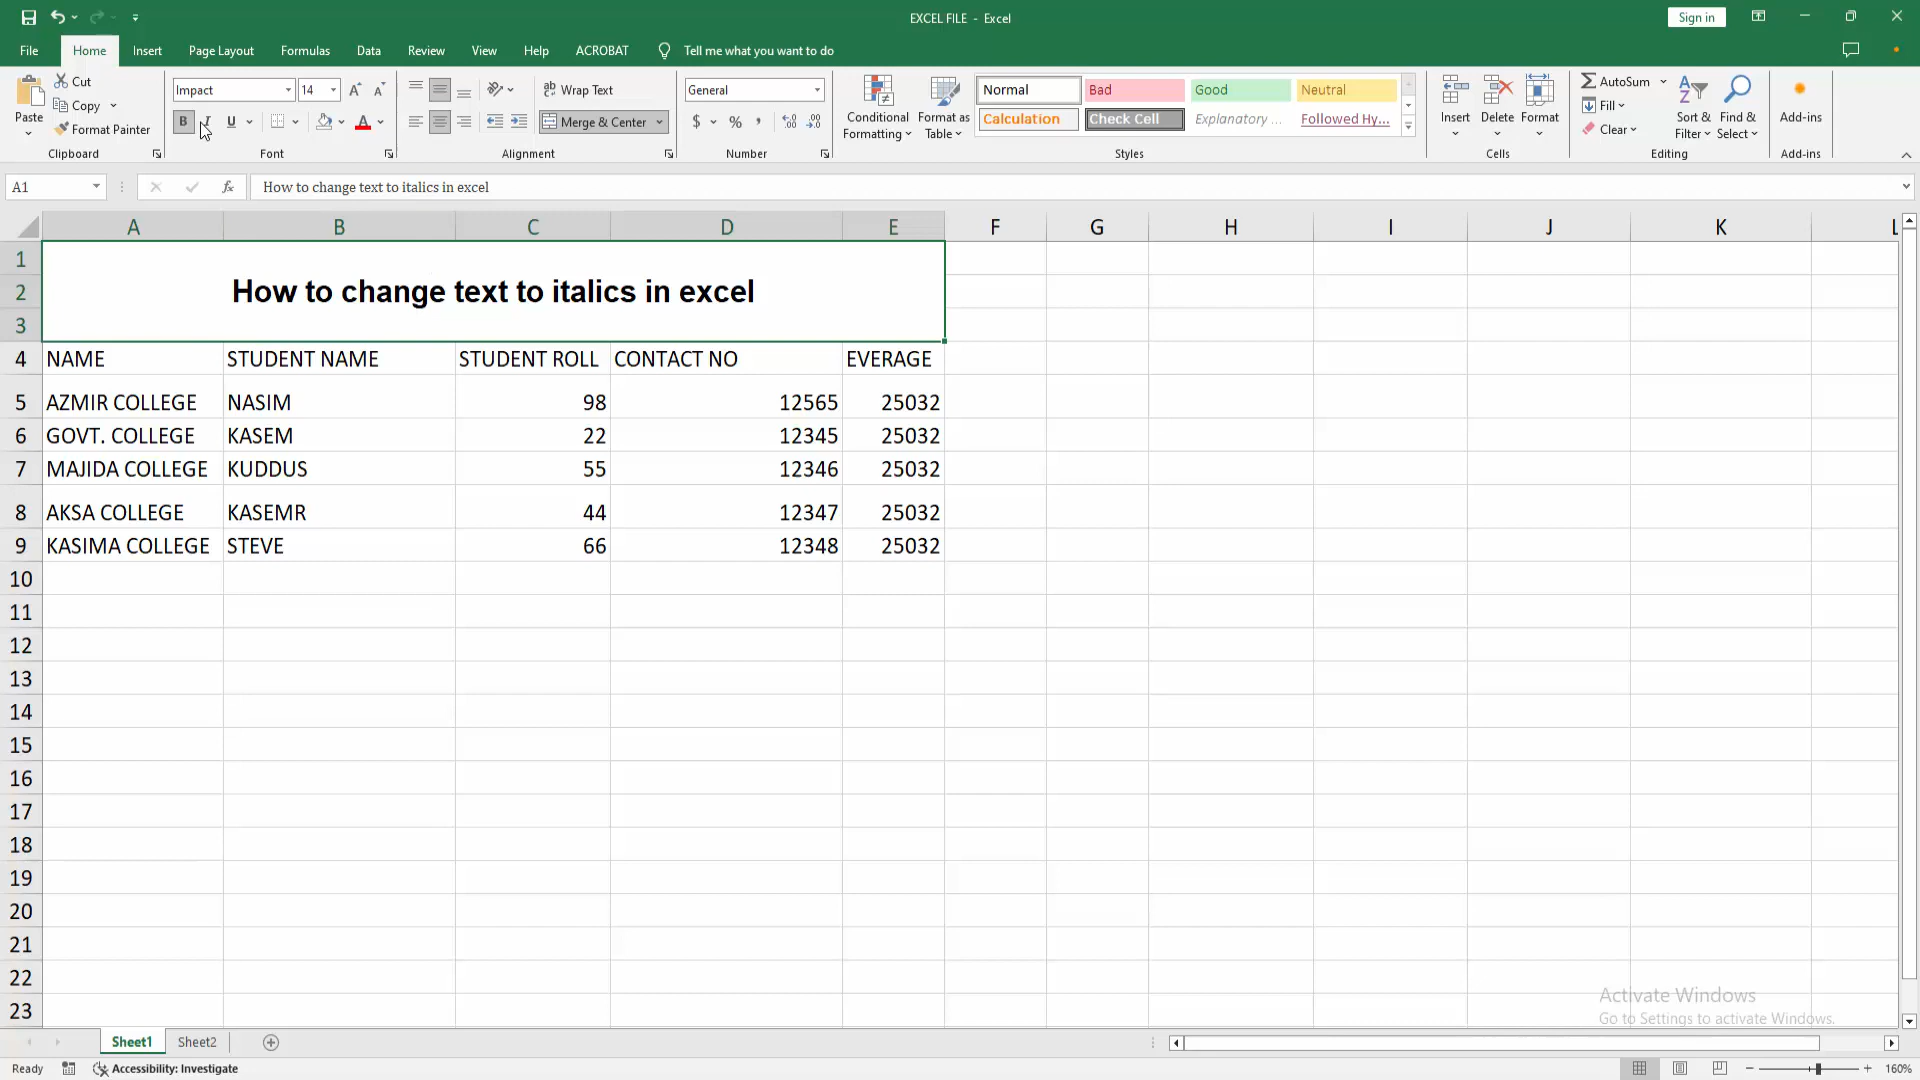 EXCEL FILE - Excel
Sign in
File Home Insert Page Layout Formulas Data Review View Help ACROBAT Tell me what you want to do
Paste
Cut
Copy
Format Painter
Clipboard
Impact 14
B I U
Font
Wrap Text
Merge & Center
Alignment
General
$ % ,
Number
Conditional
Formatting
Format as
Table
Normal Bad Good Neutral
Calculation Check Cell Explanatory ... Followed Hy...
Styles
Insert Delete Format
Cells
AutoSum
Fill
Clear
Sort &
Filter
Find &
Select
Editing
Add-ins
Add-ins
A1 fx How to change text to italics in excel
A B C D E F G H I J K L
1
2 How to change text to italics in excel
3
4 NAME STUDENT NAME STUDENT ROLL CONTACT NO EVERAGE
5 AZMIR COLLEGE NASIM 98 12565 25032
6 GOVT. COLLEGE KASEM 22 12345 25032
7 MAJIDA COLLEGE KUDDUS 55 12346 25032
8 AKSA COLLEGE KASEMR 44 12347 25032
9 KASIMA COLLEGE STEVE 66 12348 25032
10
11
12
13
14
15
16
17
18
19
20
21
22
23
Activate Windows
Go to Settings to activate Windows.
Sheet1 Sheet2
Ready Accessibility: Investigate 160%